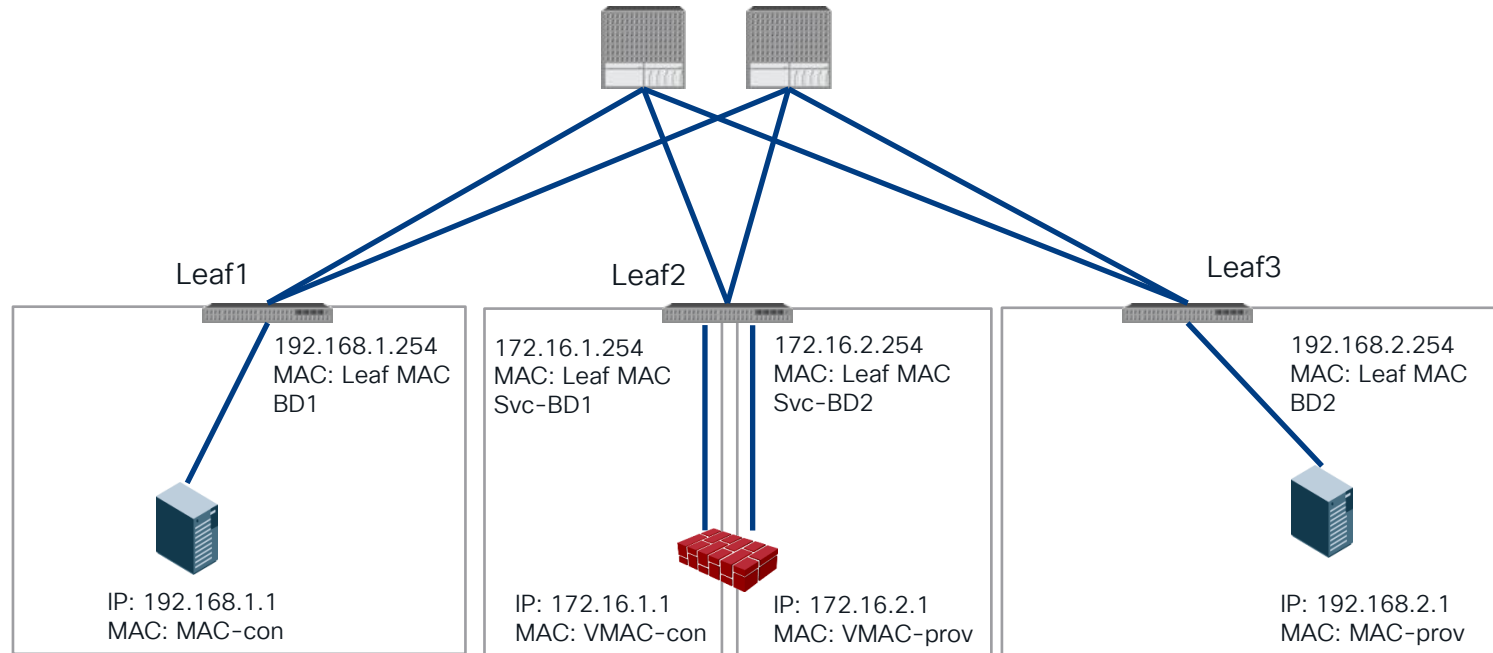 Leaf1
Leaf2
Leaf3
192.168.1.254
MAC: Leaf MAC
BD1
172.16.1.254
MAC: Leaf MAC
Svc-BD1
172.16.2.254
MAC: Leaf MAC
Svc-BD2
192.168.2.254
MAC: Leaf MAC
BD2
IP: 192.168.1.1
MAC: MAC-con
IP: 172.16.1.1
MAC: VMAC-con
IP: 172.16.2.1
MAC: VMAC-prov
IP: 192.168.2.1
MAC: MAC-prov